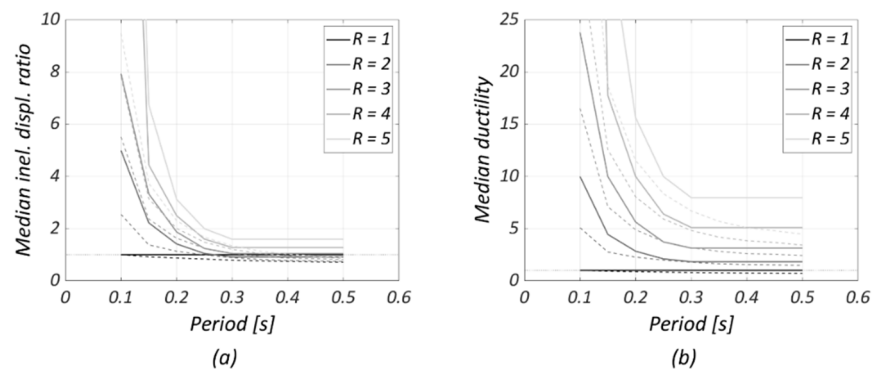 10
8
6
4
2
0
Median inel. displ. ratio
0
0.1
0.2
0.3
0.4
0.5
0.6
Period [s]
R = 1
R = 2
R = 3
R = 4
R = 5
(a)
25
20
15
10
5
0
Median ductility
0
0.1
0.2
0.3
0.4
0.5
0.6
Period [s]
R = 1
R = 2
R = 3
R = 4
R = 5
(b)